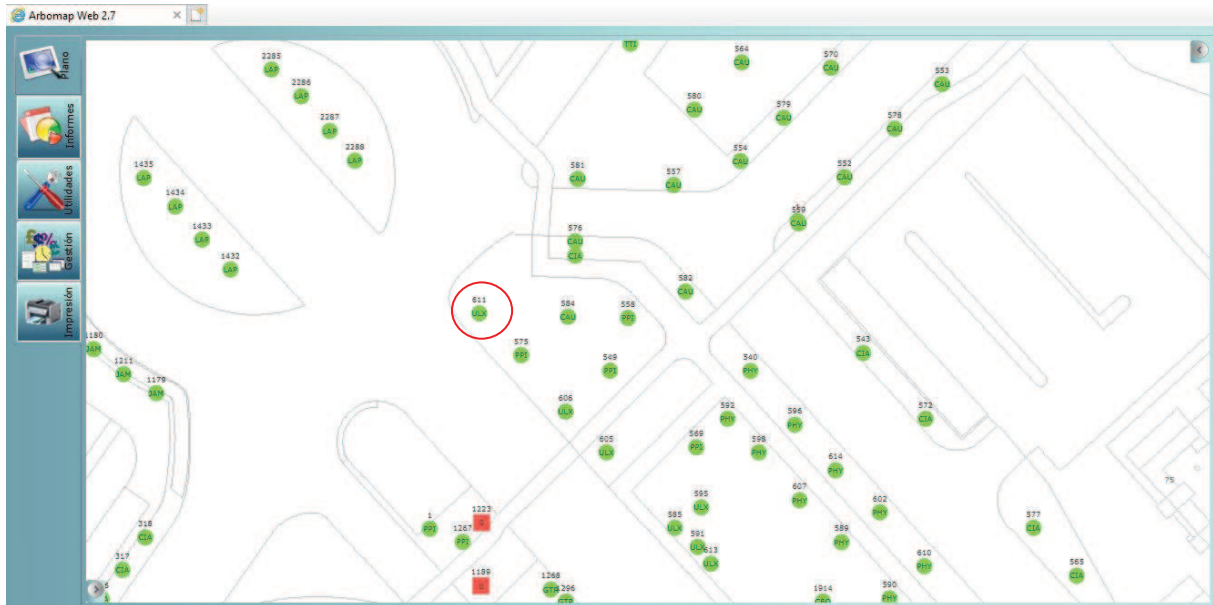 Arbomap Web 2.7
Plano
Informes
Utilidades
Gestión
Impresión
TTI
564
CAU
570
CAU
2285
LAP
553
CAU
2286
LAP
580
CAU
579
CAU
2287
LAP
578
CAU
2288
LAP
554
CAU
1435
LAP
581
CAU
557
CAU
552
CAU
1434
LAP
559
CAU
1433
LAP
576
CAU
CIA
1432
LAP
582
CAU
611
ULX
584
CAU
558
PPI
1180
JAM
575
PPI
543
CIA
1211
JAM
549
PPI
540
PHY
1179
JAM
606
ULX
592
PHY
596
PHY
572
CIA
605
ULX
569
PPI
598
PHY
614
PHY
75
595
ULX
607
PHY
602
PHY
1
PPI
1223
585
ULX
577
CIA
318
CIA
1267
PPI
591
ULX
589
PHY
613
ULX
317
CIA
610
PHY
565
CIA
1189
1268
GTR
1296
GTR
1914
590
PHY